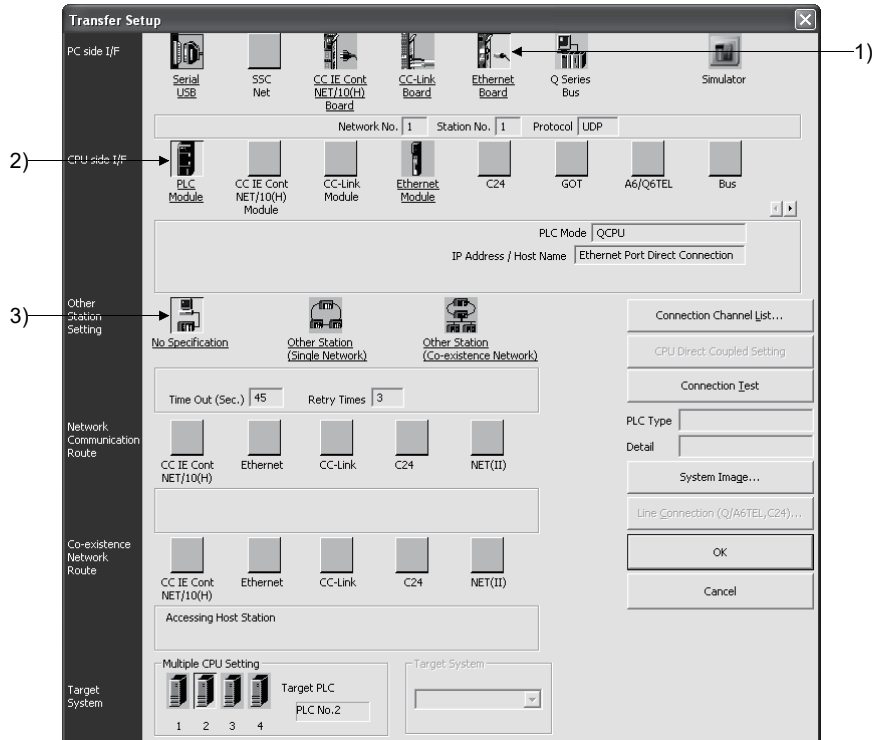 Transfer Setup
PC side I/F
Serial USB
SSC Net
CC IE Cont NET/10(H) Board
CC-Link Board
Ethernet Board
Q Series Bus
Simulator
1)
Network No. 1 Station No. 1 Protocol UDP
2)
CPU side I/F
PLC Module
CC IE Cont NET/10(H) Module
CC-Link Module
Ethernet Module
C24
GOT
A6/Q6TEL
Bus
PLC Mode QCPU
IP Address / Host Name Ethernet Port Direct Connection
3)
Other Station Setting
No Specification
Other Station (Single Network)
Other Station (Co-existence Network)
Time Out (Sec.) 45 Retry Times 3
Connection Channel List...
CPU Direct Coupled Setting
Connection Test
PLC Type
Detail
System Image...
Line Connection (Q/A6TEL,C24)...
OK
Cancel
Network Communication Route
CC IE Cont NET/10(H)
Ethernet
CC-Link
C24
NET(II)
Co-existence Network Route
CC IE Cont NET/10(H)
Ethernet
CC-Link
C24
NET(II)
Accessing Host Station
Target System
Multiple CPU Setting
1 2 3 4
Target PLC
PLC No.2
Target System